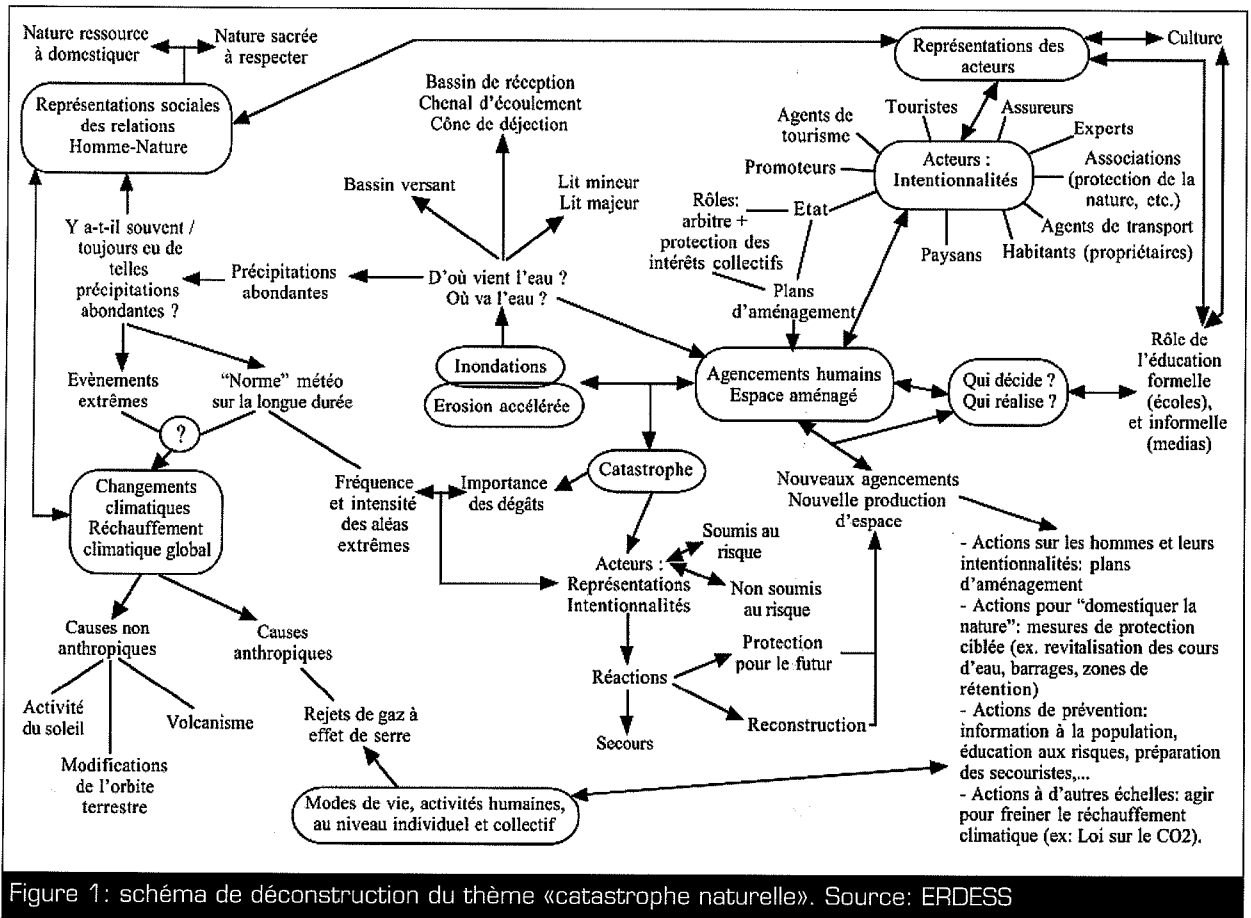 Nature ressource
à domestiquer
Nature sacrée
à respecter
Représentations sociales
des relations
Homme-Nature
Représentations des
acteurs
Culture
Bassin de réception
Chenal d'écoulement
Cône de déjection
Bassin versant
Lit mineur
Lit majeur
Agents de
tourisme
Touristes
Assureurs
Experts
Promoteurs
Acteurs :
Intentionnalités
Associations
(protection de la
nature, etc.)
Rôles:
arbitre +
protection des
intérêts collectifs
Etat
Agents de transport
Paysans
Habitants (propriétaires)
Plans
d'aménagement
Y a-t-il souvent /
toujours eu de
telles
précipitations
abondantes ?
Précipitations
abondantes
D'où vient l'eau ?
Où va l'eau ?
Inondations
Erosion accélérée
Agencements humains
Espace aménagé
Qui décide ?
Qui réalise ?
Rôle de
l'éducation
formelle
(écoles),
et informelle
(medias)
Evènements
extrêmes
"Norme" météo
sur la longue durée
?
Changements
climatiques
Réchauffement
climatique global
Fréquence
et intensité
des aléas
extrêmes
Importance
des dégâts
Catastrophe
Nouveaux agencements
Nouvelle production
d'espace
Acteurs :
Représentations
Intentionnalités
Soumis au
risque
Non soumis
au risque
Réactions
Protection
pour le futur
Reconstruction
Secours
Causes non
anthropiques
Causes
anthropiques
Activité
du soleil
Volcanisme
Modifications
de l'orbite
terrestre
Rejets de gaz à
effet de serre
Modes de vie, activités humaines,
au niveau individuel et collectif
- Actions sur les hommes et leurs
intentionnalités: plans
d'aménagement
- Actions pour "domestiquer la
nature": mesures de protection
ciblée (ex. revitalisation des cours
d'eau, barrages, zones de
rétention)
- Actions de prévention:
information à la population,
éducation aux risques, préparation
des secouristes,...
- Actions à d'autres échelles: agir
pour freiner le réchauffement
climatique (ex: Loi sur le CO2).
Figure 1: schéma de déconstruction du thème «catastrophe naturelle». Source: ERDESS